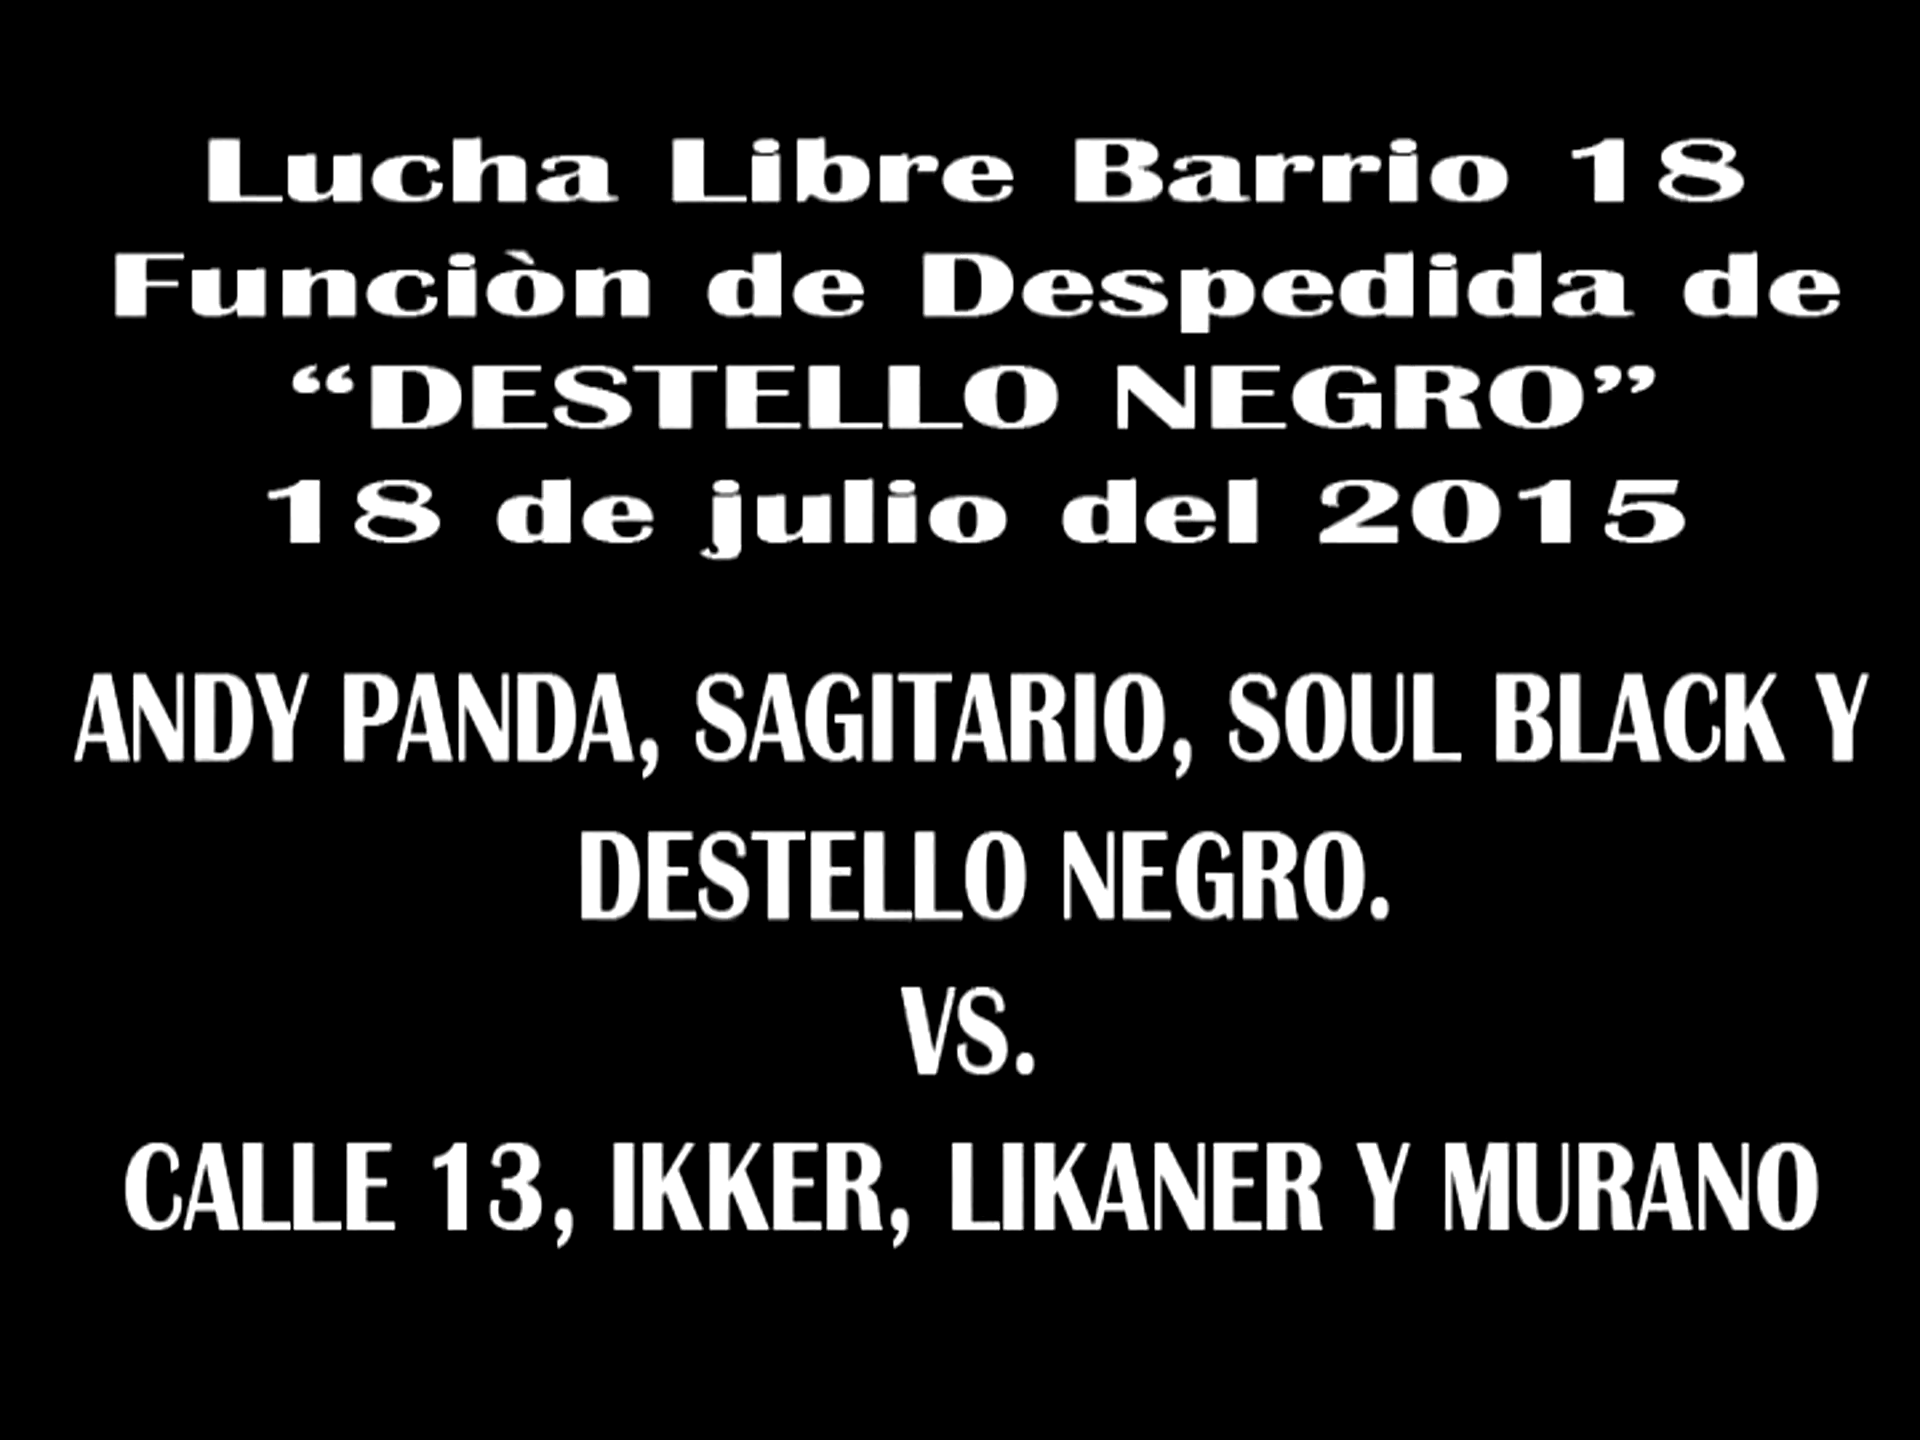 Lucha Libre Barrio 18
Funciòn de Despedida de
“DESTELLO NEGRO”
18 de julio del 2015
ANDY PANDA, SAGITARIO, SOUL BLACK Y
DESTELLO NEGRO.
VS.
CALLE 13, IKKER, LIKANER Y MURANO